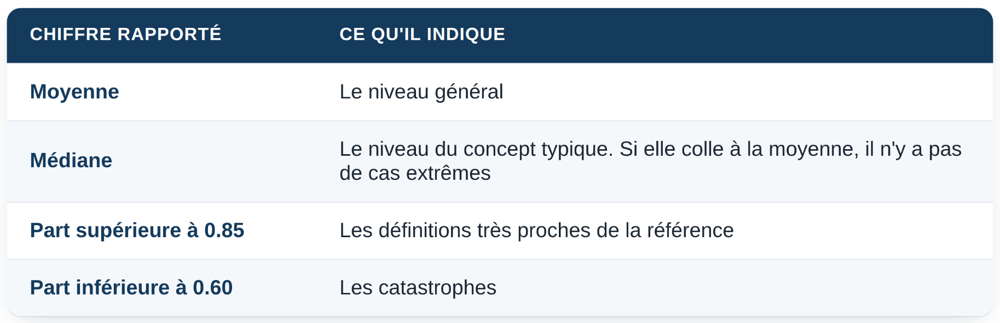 CHIFFRE RAPPORTÉ
CE QU'IL INDIQUE
Moyenne
Le niveau général
Médiane
Le niveau du concept typique. Si elle colle à la moyenne, il n'y a pas
de cas extrêmes
Part supérieure à 0.85
Les définitions très proches de la référence
Part inférieure à 0.60
Les catastrophes